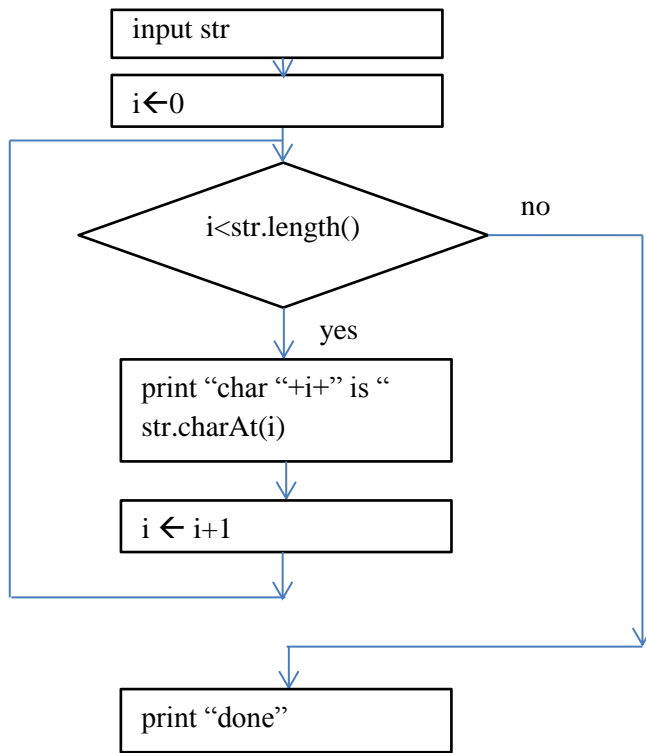 input str
i←0
i<str.length()
no
yes
print “char “+i+” is “
str.charAt(i)
i ← i+1
print “done”